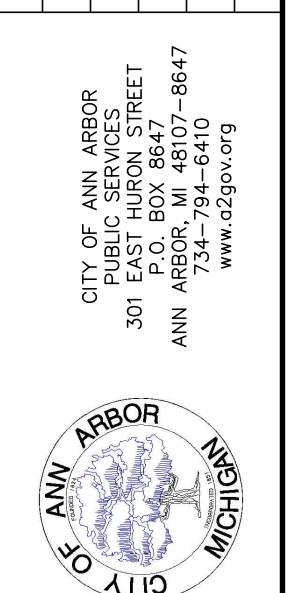 CITY OF ANN ARBOR
PUBLIC SERVICES
301 EAST HURON STREET
P.O. BOX 8647
ANN ARBOR, MI 48107-8647
734-794-6410
www.a2gov.org
CITY OF ANN ARBOR
MICHIGAN